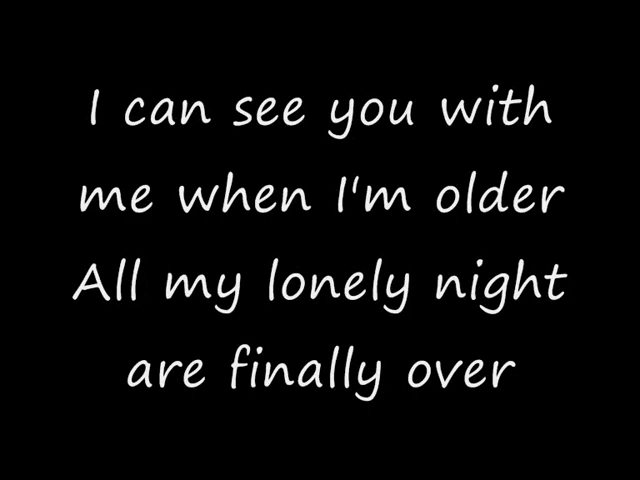 I can see you with
me when I'm older
All my lonely night
are finally over